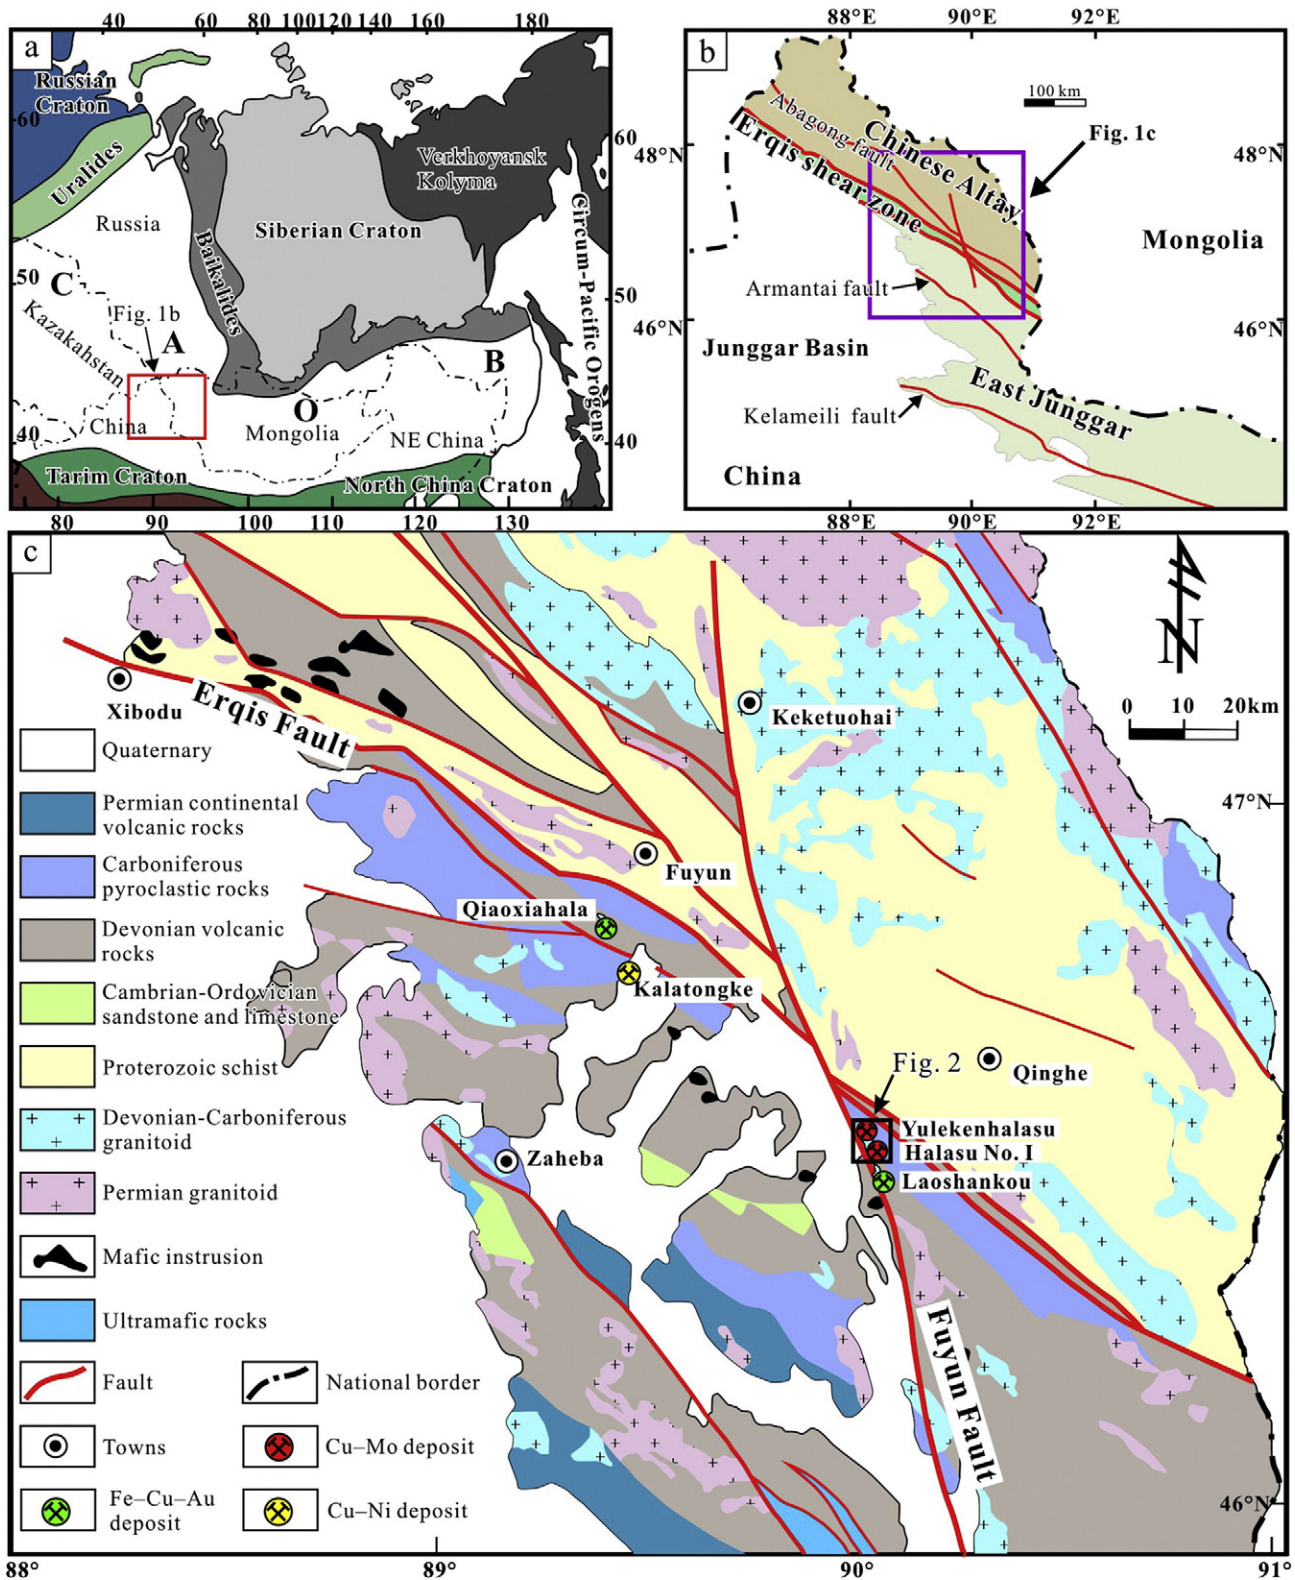 40 60 80 100 120 140 160 180
a
Russian
Craton
60
Uralides
Russia
50
C
Kazakahstan
Fig. 1b
A
China
40
Baikalides
Siberian Craton
Verkhoyansk
Kolyma
60
Circum-Pacific Orogens
50
B
O
Mongolia
NE China
40
Tarim Craton
North China Craton
80 90 100 110 120 130
88°E 90°E 92°E
b
100 km
Fig. 1c
Abagong fault
Chinese Altay
Erqis shear zone
48°N
Mongolia
Armantai fault
46°N
Junggar Basin
East Junggar
Kelameili fault
China
88°E 90°E 92°E
c
N
0 10 20km
Xibodu
Erqis Fault
Keketuohai
47°N
Fuyun
Qiaoxiahala
Kalatongke
Fig. 2
Qinghe
Yulekenhalasu
Halasu No. I
Laoshankou
Zaheba
Fuyun Fault
46°N
Quaternary
Permian continental
volcanic rocks
Carboniferous
pyroclastic rocks
Devonian volcanic
rocks
Cambrian-Ordovician
sandstone and limestone
Proterozoic schist
Devonian-Carboniferous
granitoid
Permian granitoid
Mafic instrusion
Ultramafic rocks
Fault
National border
Towns
Cu–Mo deposit
Fe–Cu–Au
deposit
Cu–Ni deposit
88° 89° 90° 91°